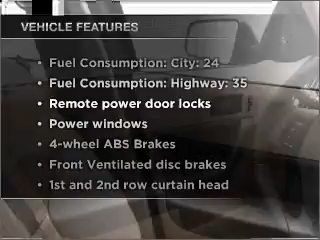 VEHICLE FEATURES
• Fuel Consumption: City: 24
• Fuel Consumption: Highway: 35
• Remote power door locks
• Power windows
• 4-wheel ABS Brakes
• Front Ventilated disc brakes
• 1st and 2nd row curtain head